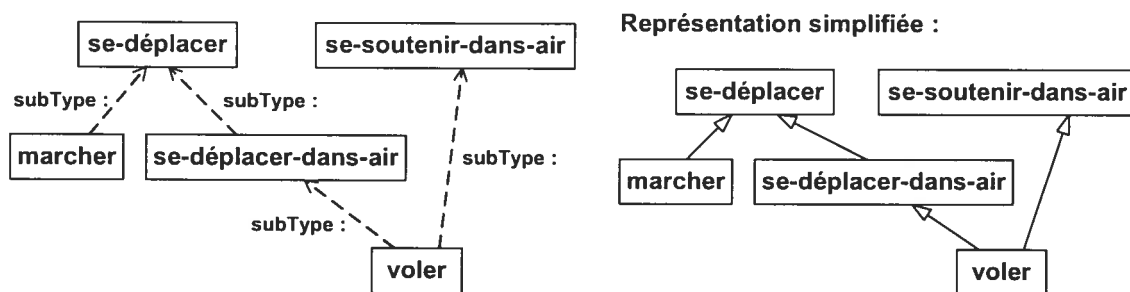 se-déplacer
se-soutenir-dans-air
subType :
subType :
marcher
se-déplacer-dans-air
subType :
subType :
voler
Représentation simplifiée :
se-déplacer
se-soutenir-dans-air
marcher
se-déplacer-dans-air
voler